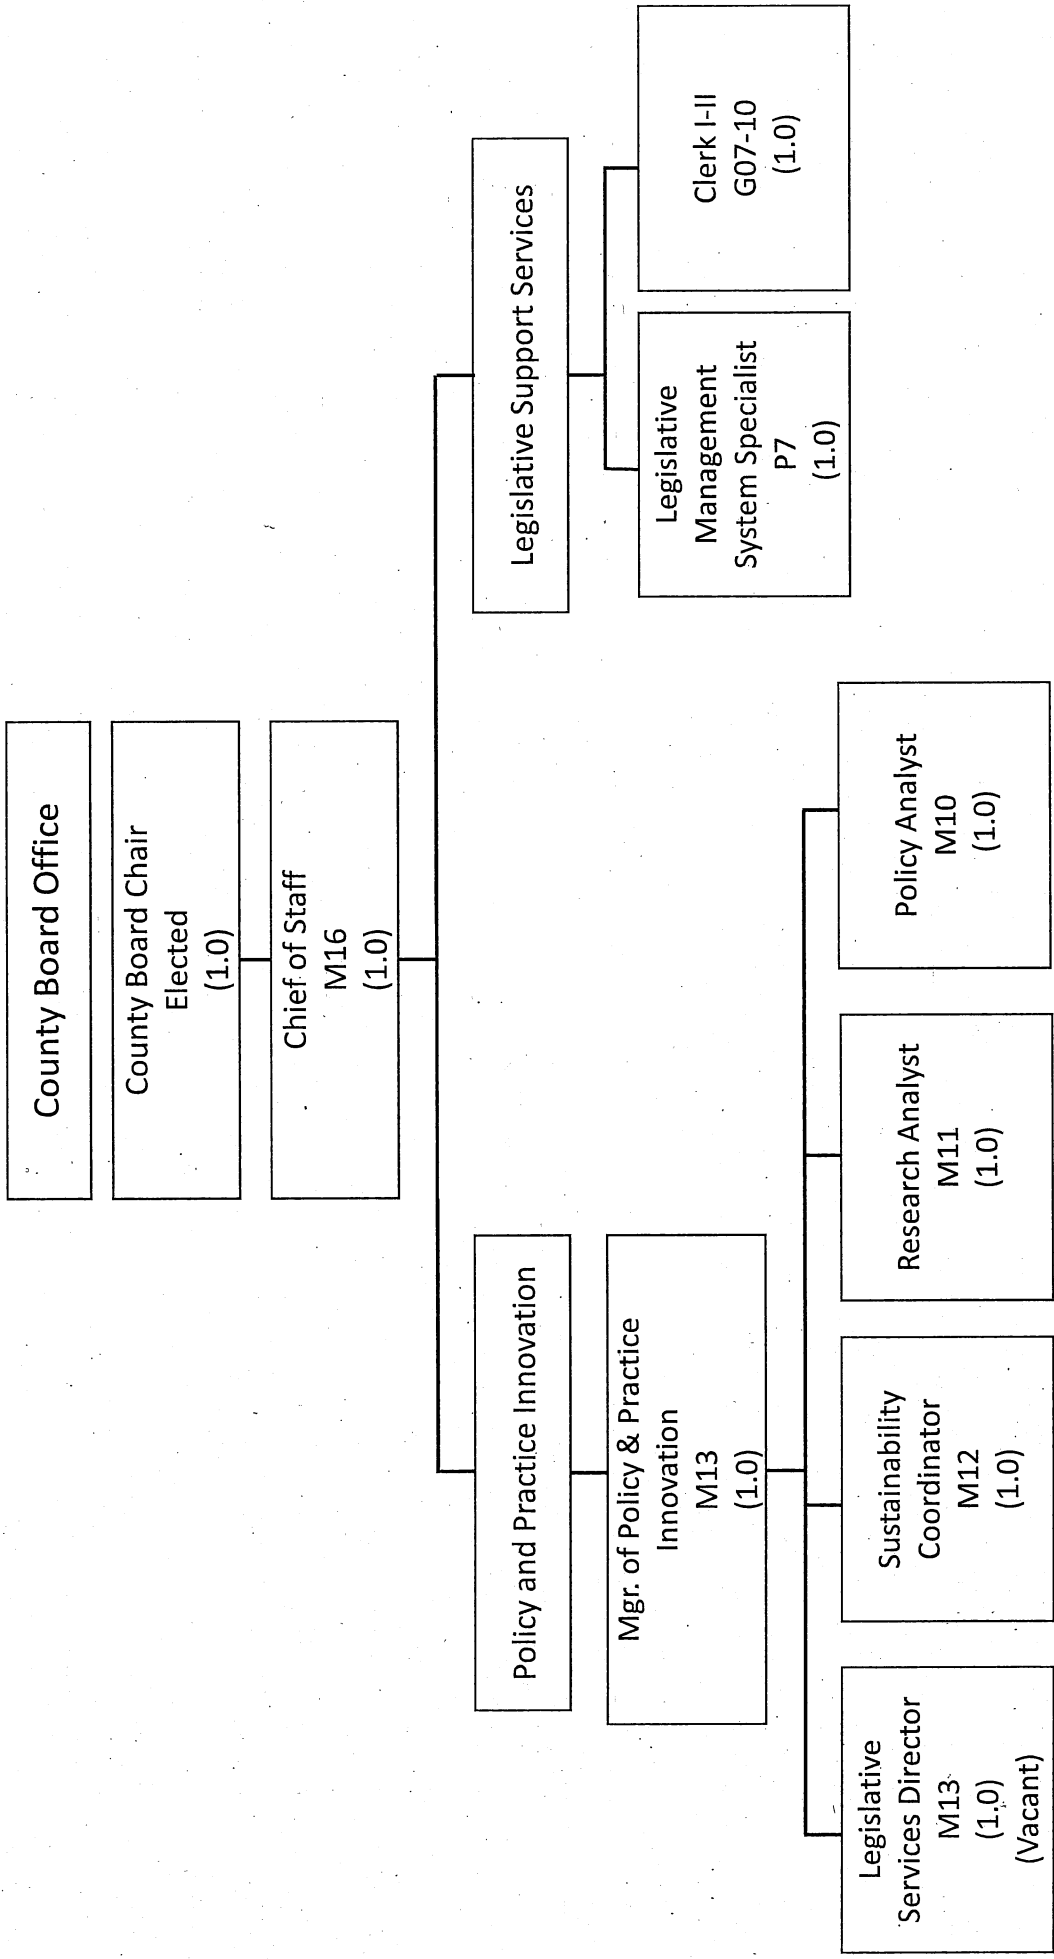 County Board Office
County Board Chair
Elected
(1.0)
Chief of Staff
M16
(1.0)
Policy and Practice Innovation
Legislative Support Services
Mgr. of Policy & Practice
Innovation
M13
(1.0)
Legislative
Management
System Specialist
P7
(1.0)
Clerk I-II
G07-10
(1.0)
Legislative
Services Director
M13
(1.0)
(Vacant)
Sustainability
Coordinator
M12
(1.0)
Research Analyst
M11
(1.0)
Policy Analyst
M10
(1.0)